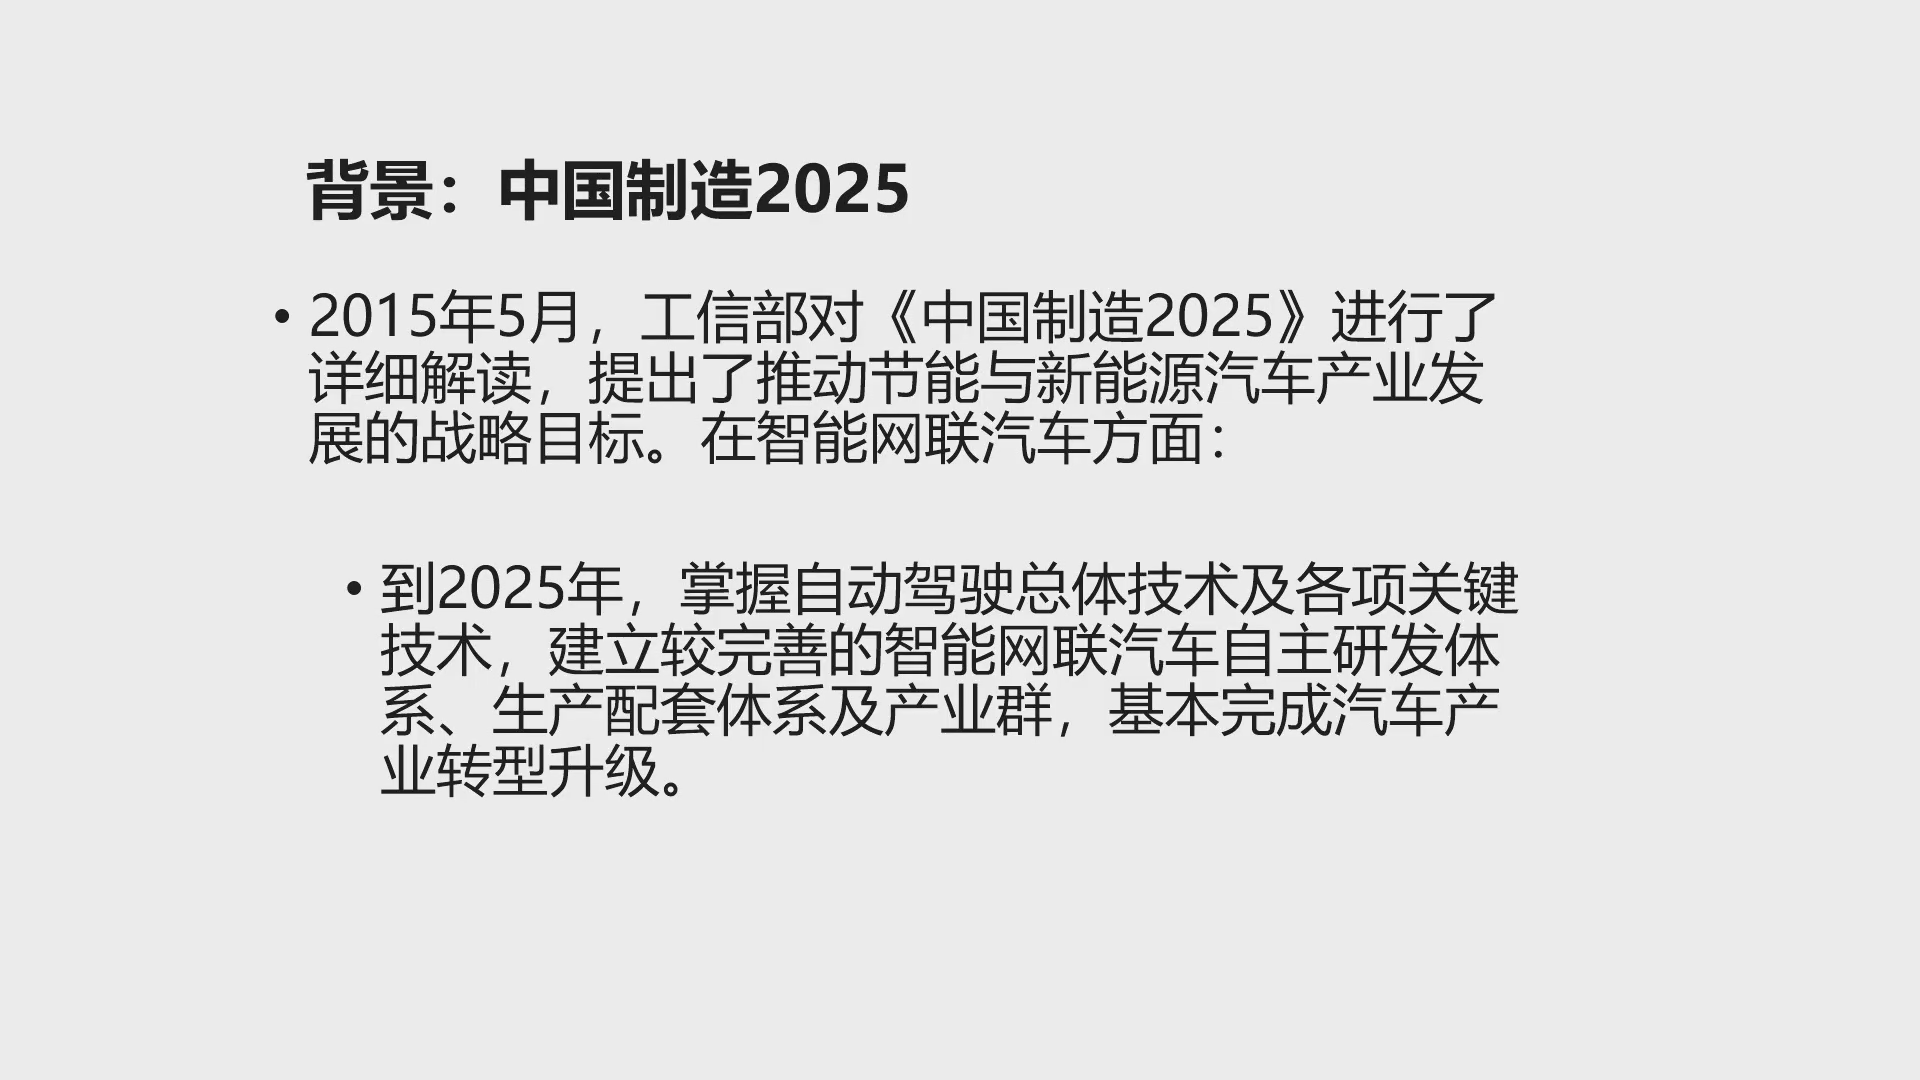 背景：中国制造2025
• 2015年5月，工信部对《中国制造2025》进行了
详细解读，提出了推动节能与新能源汽车产业发
展的战略目标。在智能网联汽车方面：
• 到2025年，掌握自动驾驶总体技术及各项关键
技术，建立较完善的智能网联汽车自主研发体
系、生产配套体系及产业群，基本完成汽车产
业转型升级。